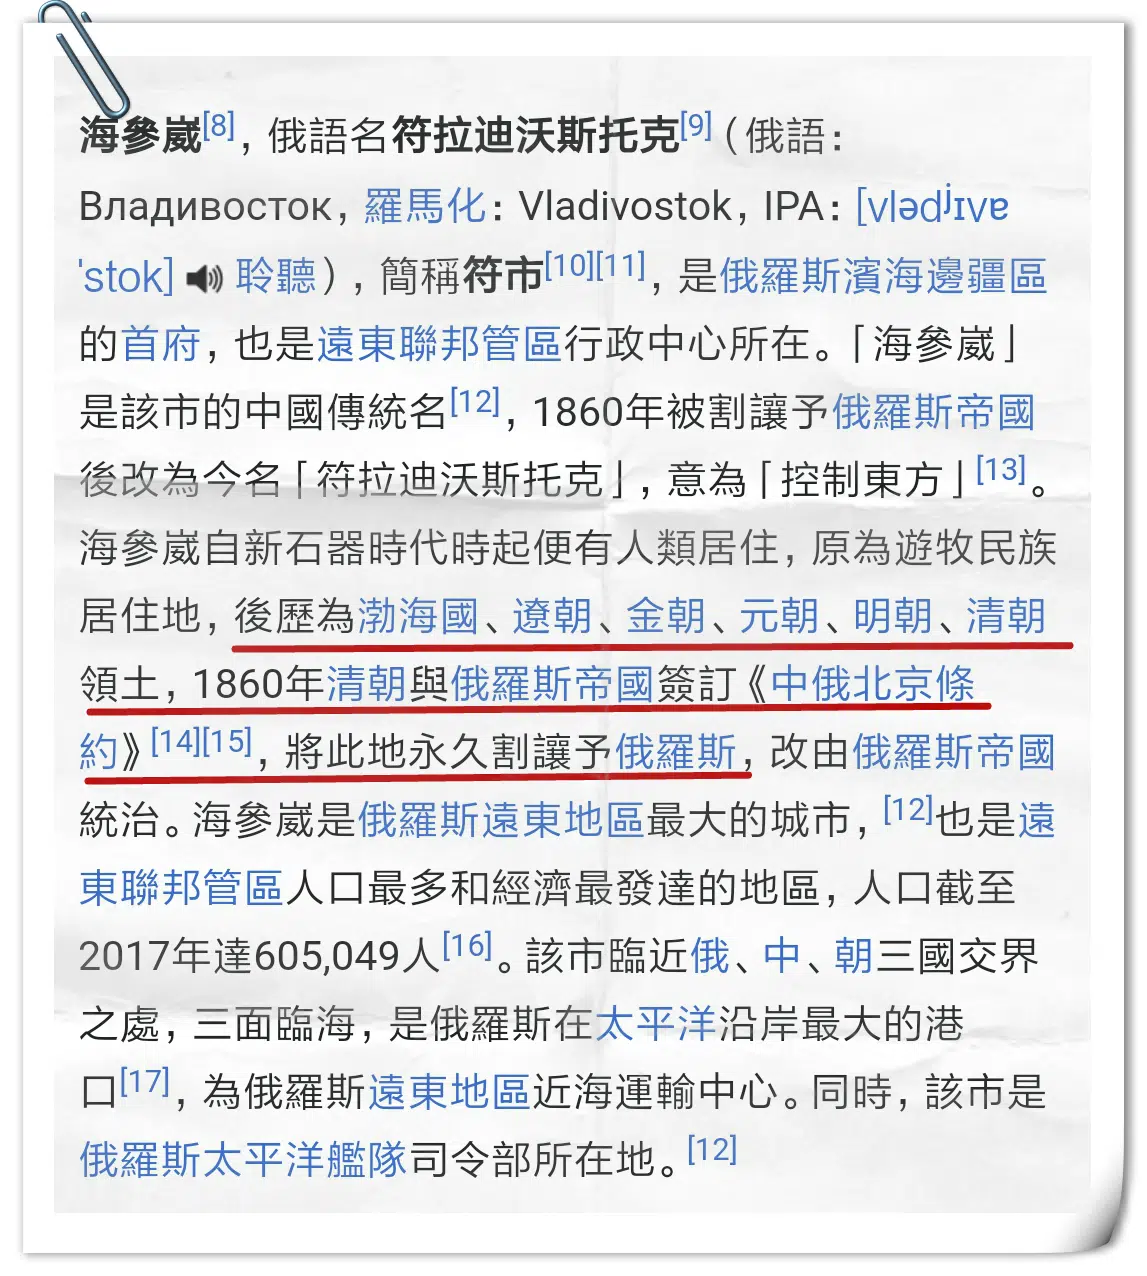 海參崴[8]，俄語名符拉迪沃斯托克[9]（俄語：
Владивосток，羅馬化：Vladivostok，IPA：[vlədʲɪvɐ
ˈstok] 聆聽），簡稱符市[10][11]，是俄羅斯濱海邊疆區
的首府，也是遠東聯邦管區行政中心所在。「海參崴」
是該市的中國傳統名[12]，1860年被割讓予俄羅斯帝國
後改為今名「符拉迪沃斯托克」，意為「控制東方」[13]。
海參崴自新石器時代時起便有人類居住，原為遊牧民族
居住地，後歷為渤海國、遼朝、金朝、元朝、明朝、清朝
領土，1860年清朝與俄羅斯帝國簽訂《中俄北京條
約》[14][15]，將此地永久割讓予俄羅斯，改由俄羅斯帝國
統治。海參崴是俄羅斯遠東地區最大的城市，[12]也是遠
東聯邦管區人口最多和經濟最發達的地區，人口截至
2017年達605,049人[16]。該市臨近俄、中、朝三國交界
之處，三面臨海，是俄羅斯在太平洋沿岸最大的港
口[17]，為俄羅斯遠東地區近海運輸中心。同時，該市是
俄羅斯太平洋艦隊司令部所在地。[12]